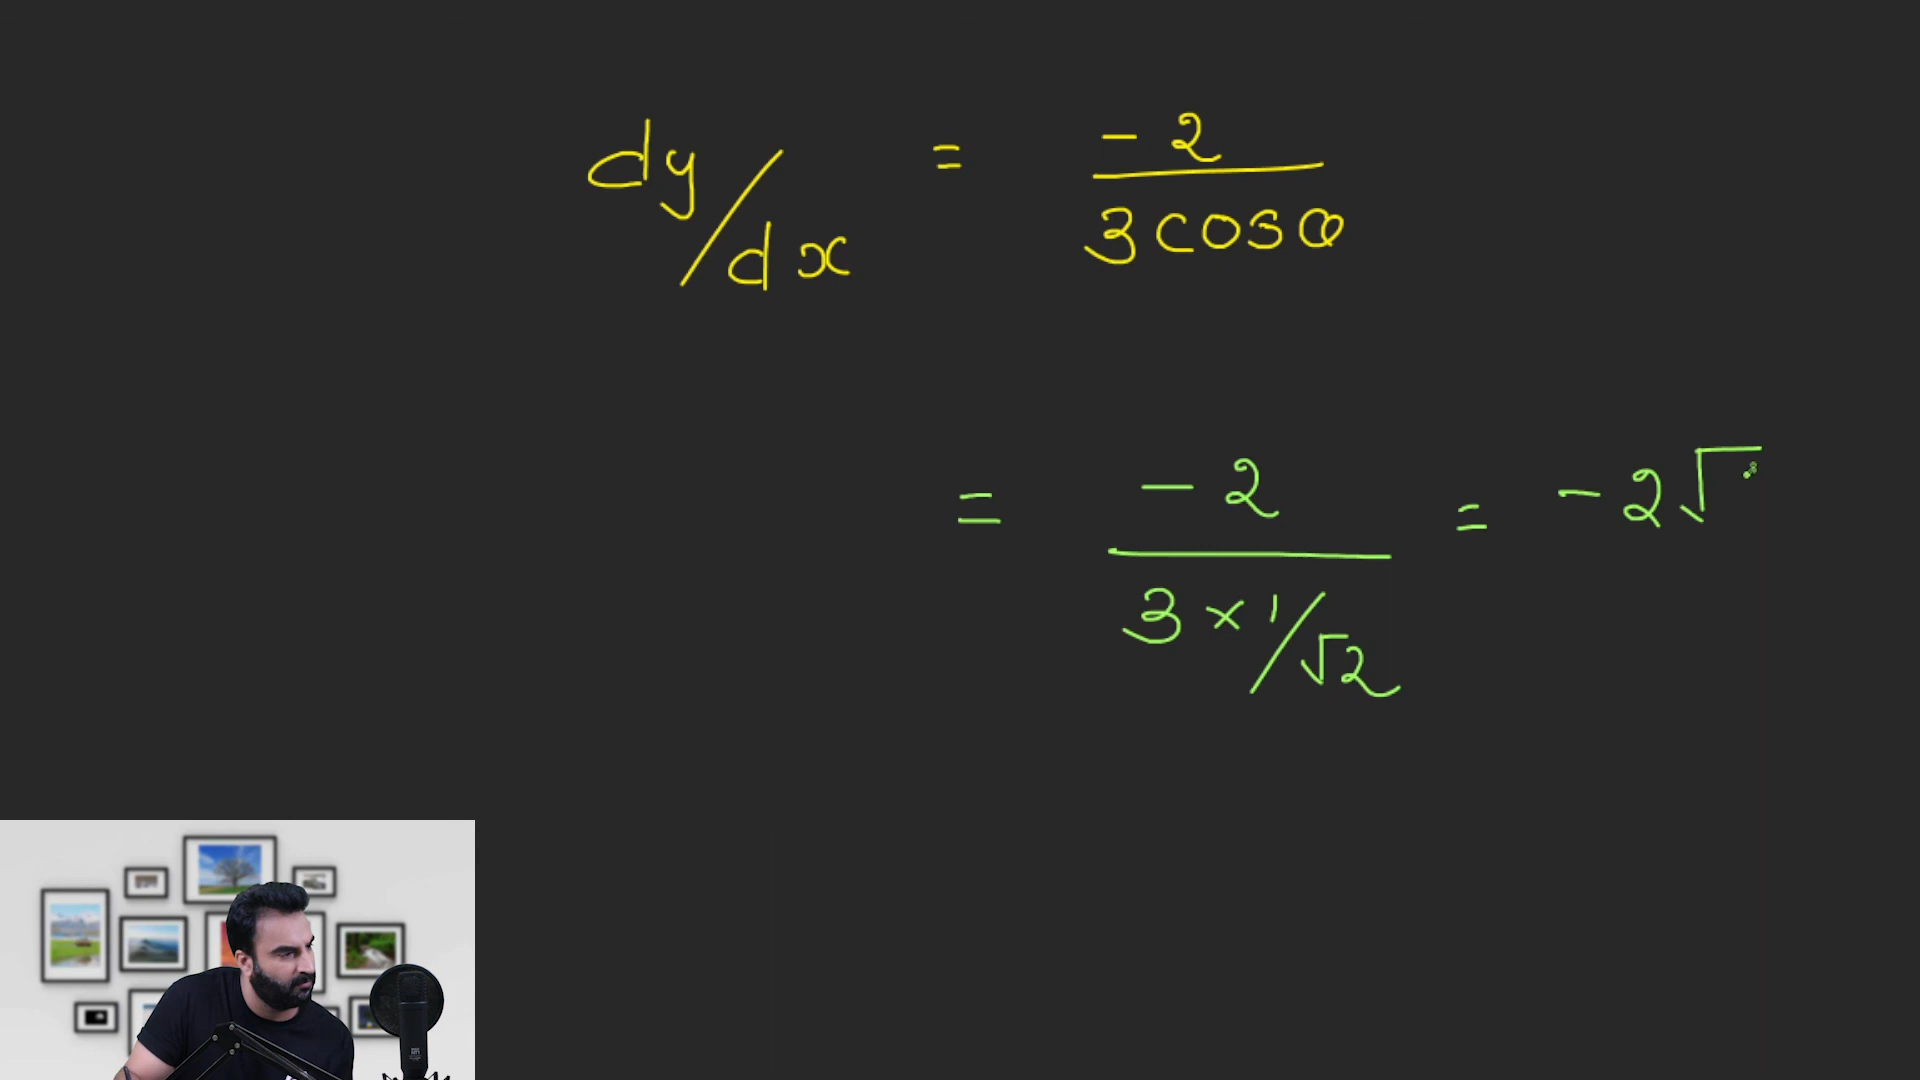 dy/dx = -2/3cosθ
= -2/3×1/√2 = -2√